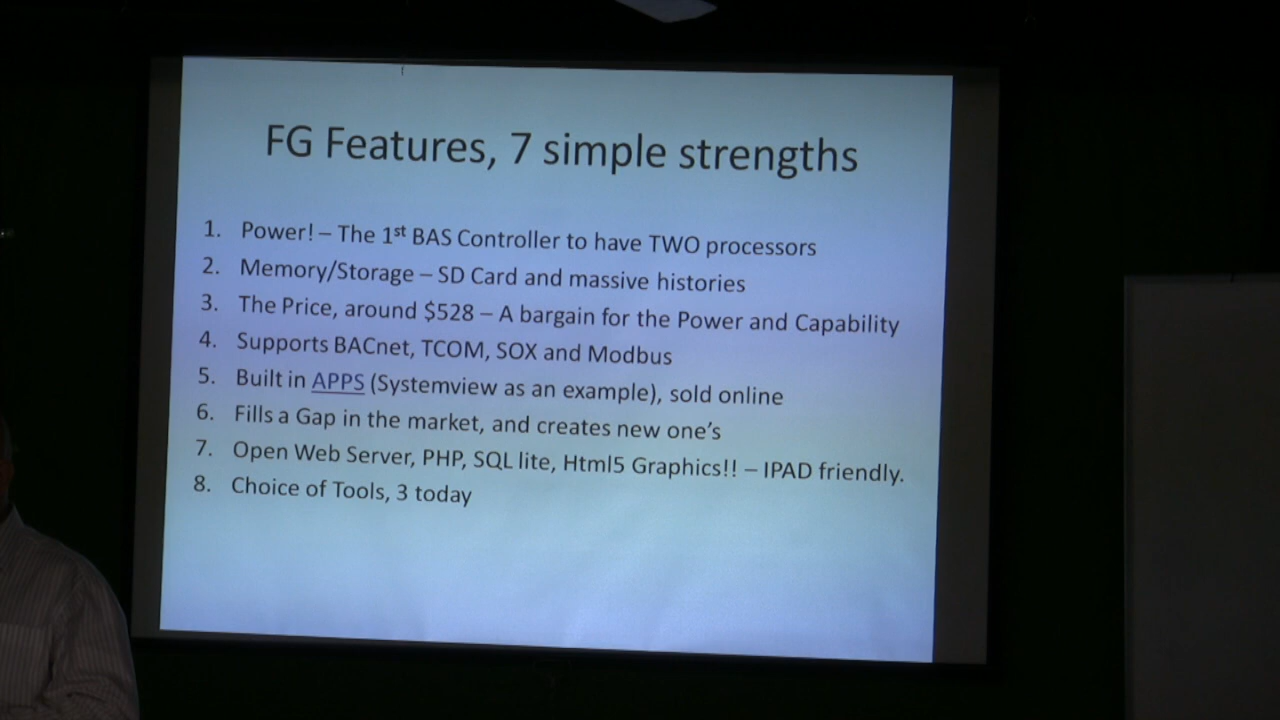 FG Features, 7 simple strengths
1. Power! – The 1st BAS Controller to have TWO processors
2. Memory/Storage – SD Card and massive histories
3. The Price, around $528 – A bargain for the Power and Capability
4. Supports BACnet, TCOM, SOX and Modbus
5. Built in APPS (Systemview as an example), sold online
6. Fills a Gap in the market, and creates new one's
7. Open Web Server, PHP, SQL lite, Html5 Graphics!! – IPAD friendly.
8. Choice of Tools, 3 today